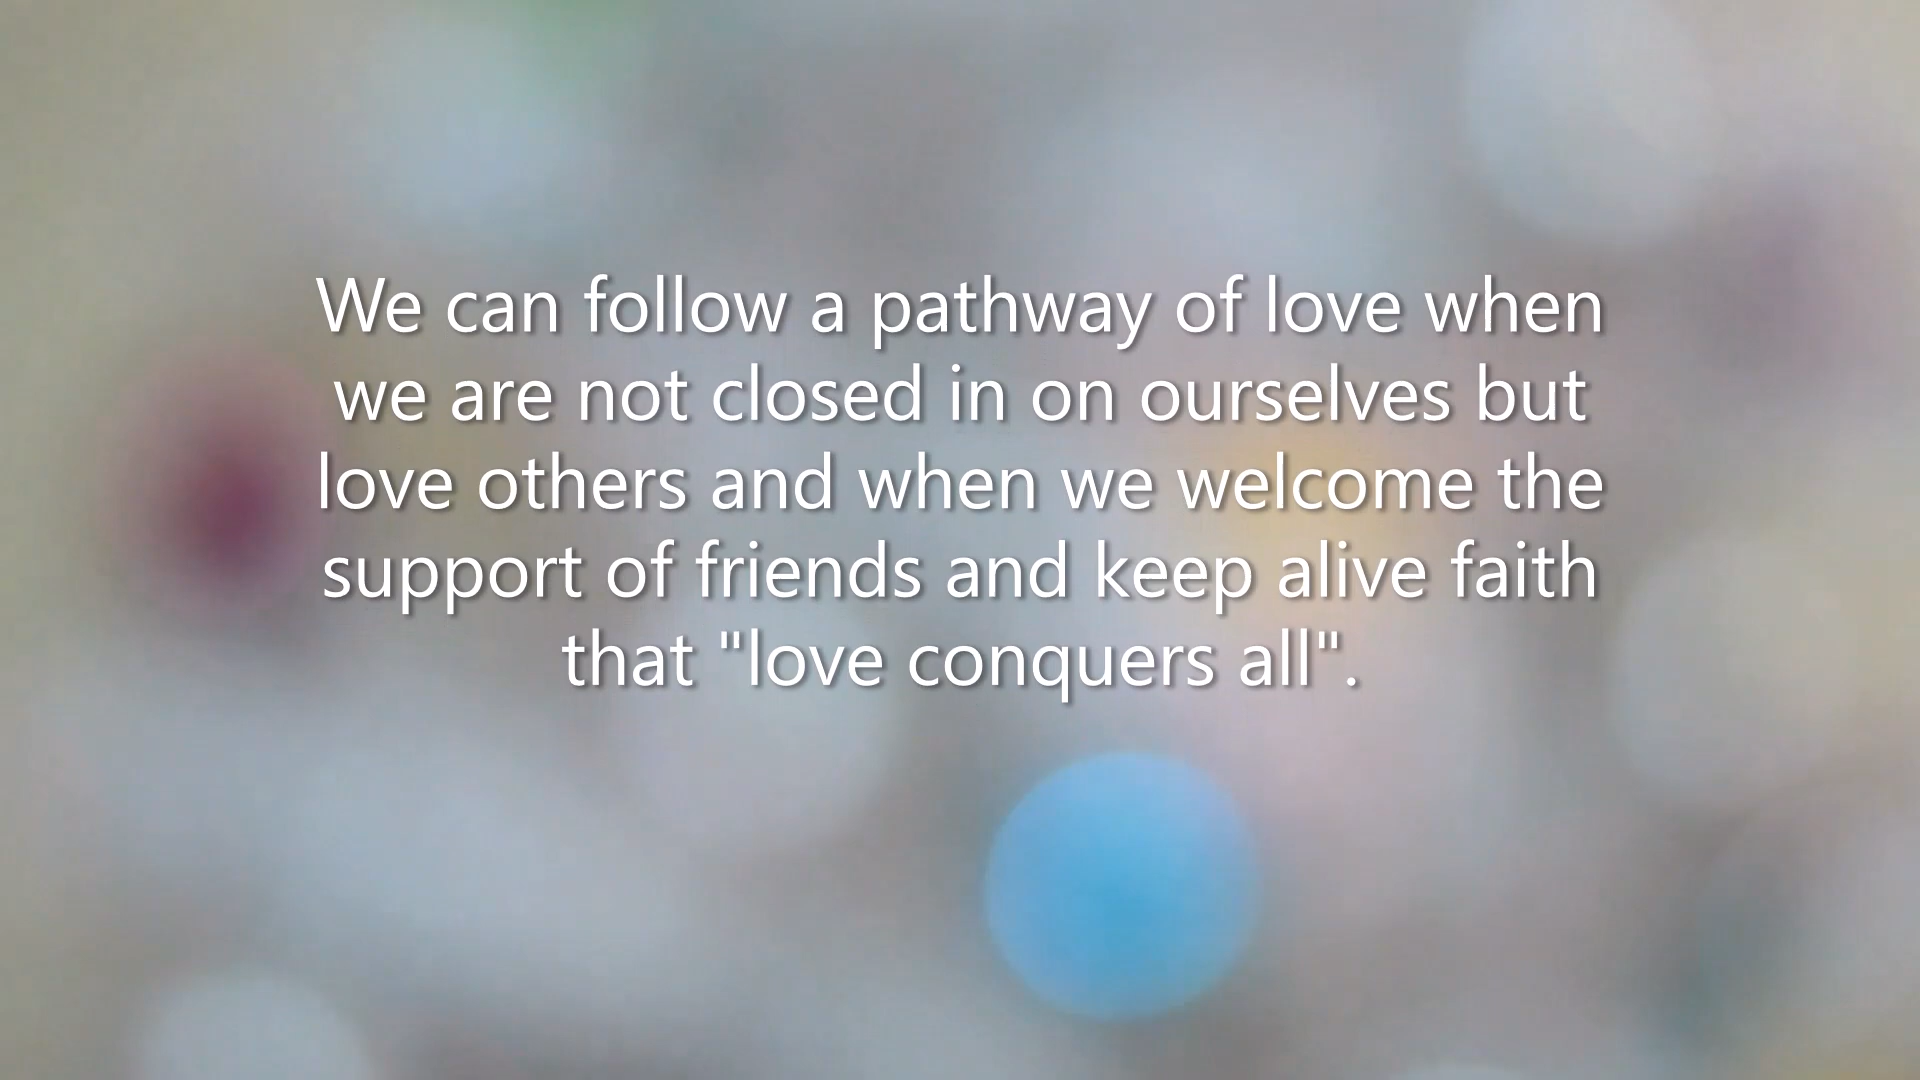 We can follow a pathway of love when
we are not closed in on ourselves but
love others and when we welcome the
support of friends and keep alive faith
that "love conquers all".